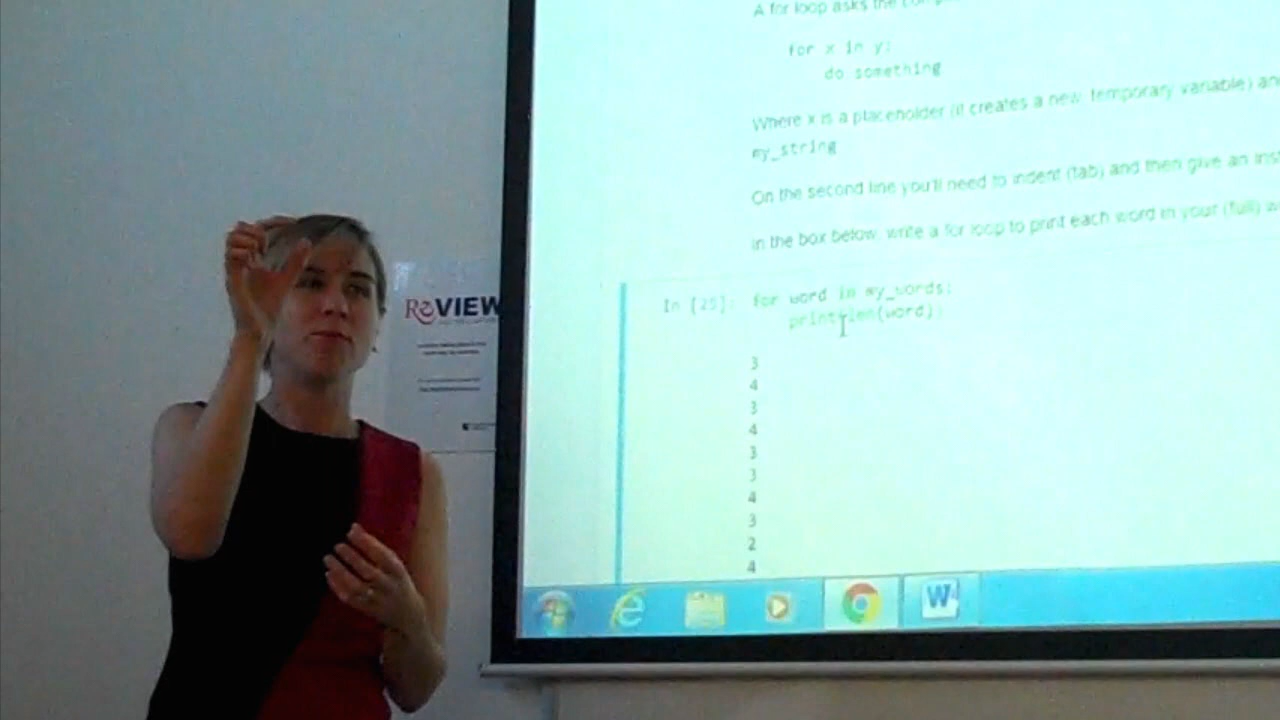 A for loop asks the
for x in y:
do something
Where x is a placeholder (it creates a new, temporary variable) and
my_string
On the second line you'll need to indent (tab) and then give an
In the box below, write a for loop to print each word in your (full)
In [25]: for word in my_words:
print(len(word))
3
4
3
4
3
3
4
3
2
4
ReVIEW
W